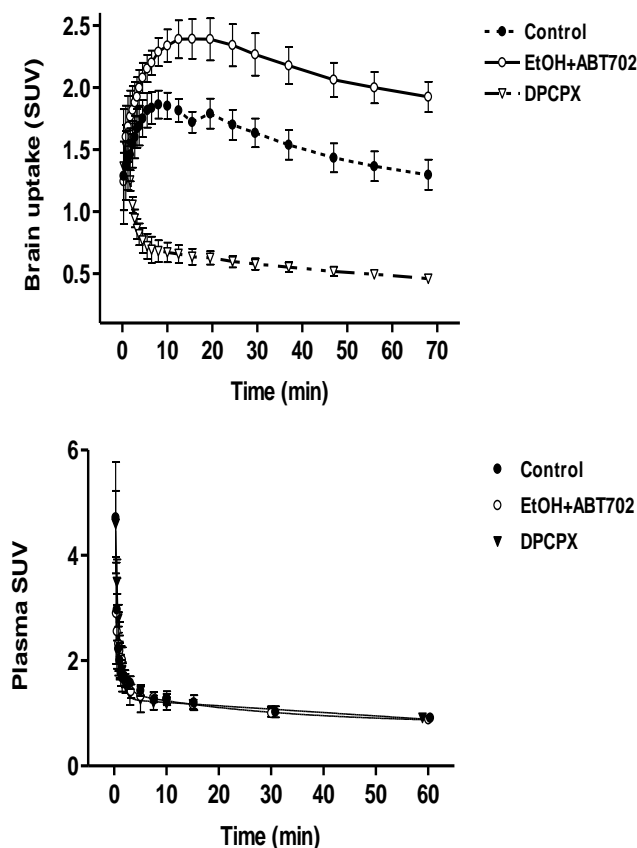 2.5
2.0
1.5
1.0
0.5
Brain uptake (SUV)
0 10 20 30 40 50 60 70
Time (min)
Control
EtOH+ABT702
DPCPX
6
4
2
0
Plasma SUV
0 10 20 30 40 50 60
Time (min)
Control
EtOH+ABT702
DPCPX